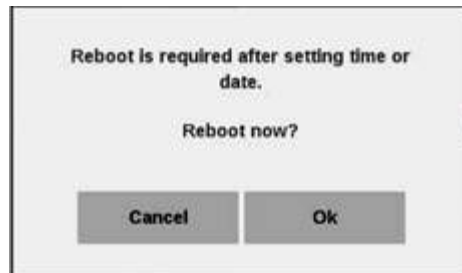 Reboot is required after setting time or
date.
Reboot now?
Cancel Ok